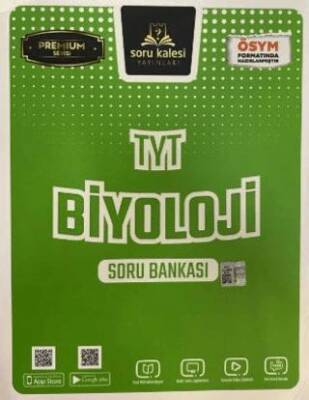 PREMIUM
SERİSİ
soru kalesi
YAYINLARI
ÖSYM
FORMATINDA
HAZIRLANMIŞTIR
TYT
BİYOLOJİ
SORU BANKASI
App Store
Google play